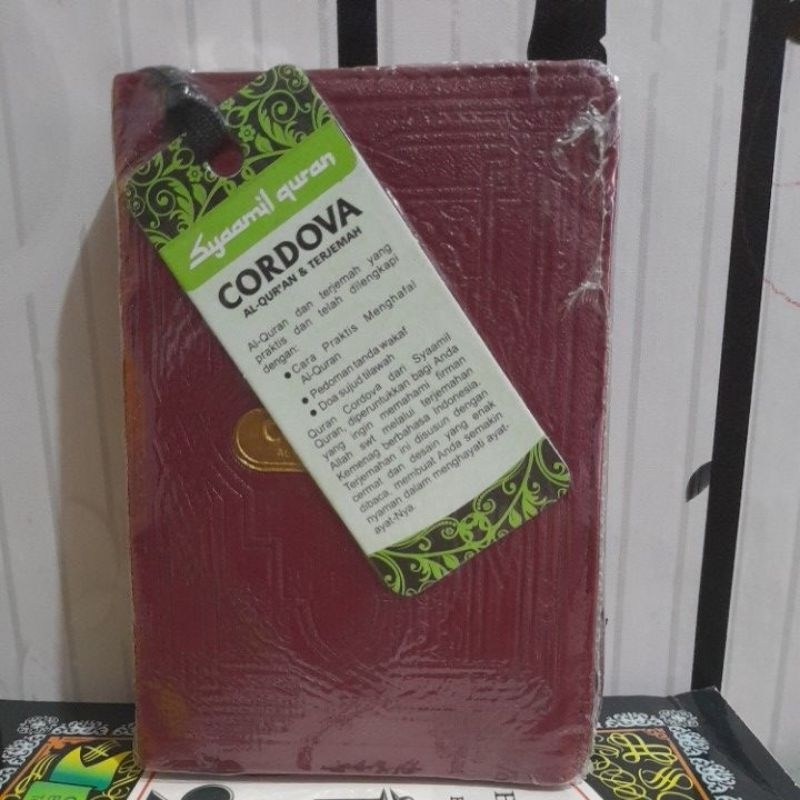 Syaamil quran
CORDOVA
AL-QUR'AN & TERJEMAH
Al-Quran dan terjemah yang
praktis dan telah dilengkapi
dengan:
• Cara Praktis Menghafal
Al-Quran
• Pedoman tanda wakaf
• Doa sujud tilawah
Quran Cordova dari Syaamil
Quran, diperuntukkan bagi Anda
yang ingin memahami firman
Allah swt melalui terjemahan
Kemenag berbahasa Indonesia.
Terjemahan ini disusun dengan
cermat dan desain yang enak
dibaca, membuat Anda semakin
nyaman dalam menghayati ayat-
ayat-Nya.